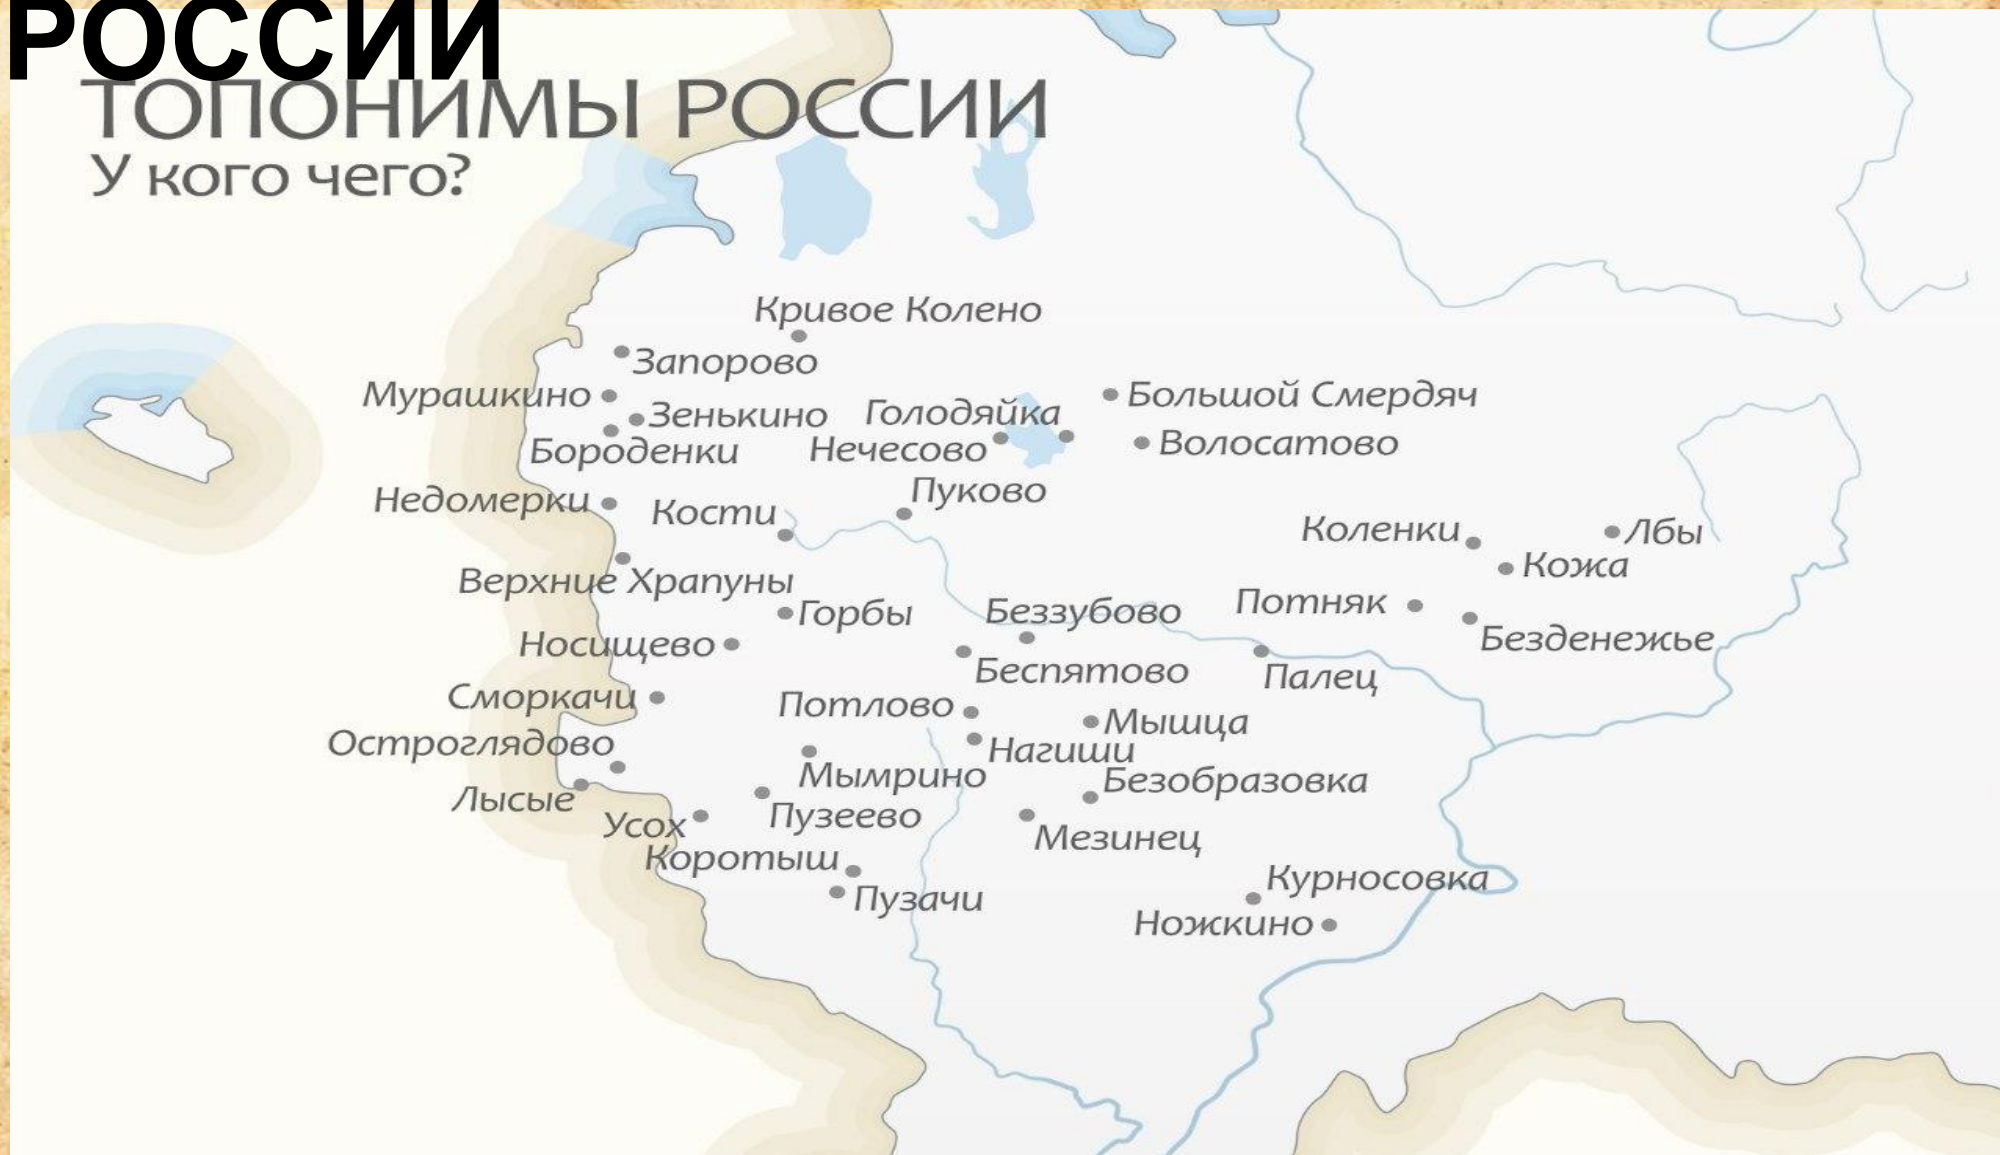 РОССИИ
ТОПОНИМЫ РОССИИ
У кого чего?
Кривое Колено
Запорово
Мурашкино
Большой Смердяч
Зенькино
Голодяйка
Бороденки
Нечесово
Волосатово
Недомерки
Кости
Пуково
Коленки
Лбы
Кожа
Верхние Храпуны
Горбы
Беззубово
Потняк
Носищево
Безденежье
Беспятово
Палец
Сморкачи
Потлово
Мышца
Остроглядово
Нагиши
Мымрино
Безобразовка
Лысые
Усох
Пузеево
Мезинец
Коротыш
Курносовка
Пузачи
Ножкино